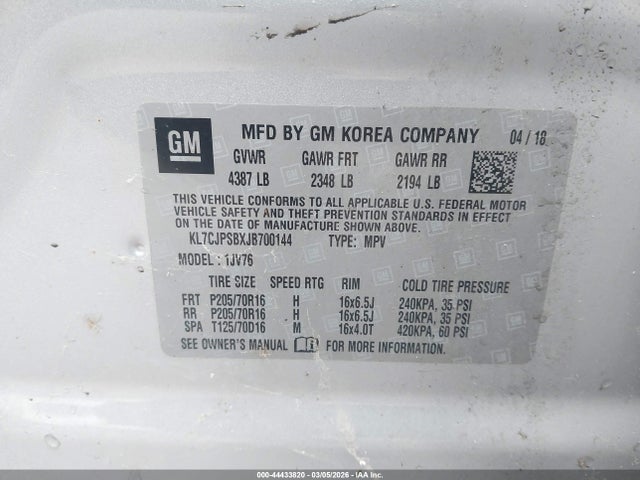 GM MFD BY GM KOREA COMPANY 04 / 18
GVWR GAWR FRT GAWR RR
4387 LB 2348 LB 2194 LB
THIS VEHICLE CONFORMS TO ALL APPLICABLE U.S. FEDERAL MOTOR
VEHICLE SAFETY AND THEFT PREVENTION STANDARDS IN EFFECT
ON THE DATE OF MANUFACTURE SHOWN ABOVE.
KL7CJPSBXJB700144 TYPE: MPV
MODEL : 1JV76
TIRE SIZE SPEED RTG RIM COLD TIRE PRESSURE
FRT P205/70R16 H 16x6.5J 240KPA, 35 PSI
RR P205/70R16 H 16x6.5J 240KPA, 35 PSI
SPA T125/70D16 M 16x4.0T 420KPA, 60 PSI
SEE OWNER'S MANUAL FOR MORE INFORMATION.
000-44433820 - 03/05/2026 - 000-44433820